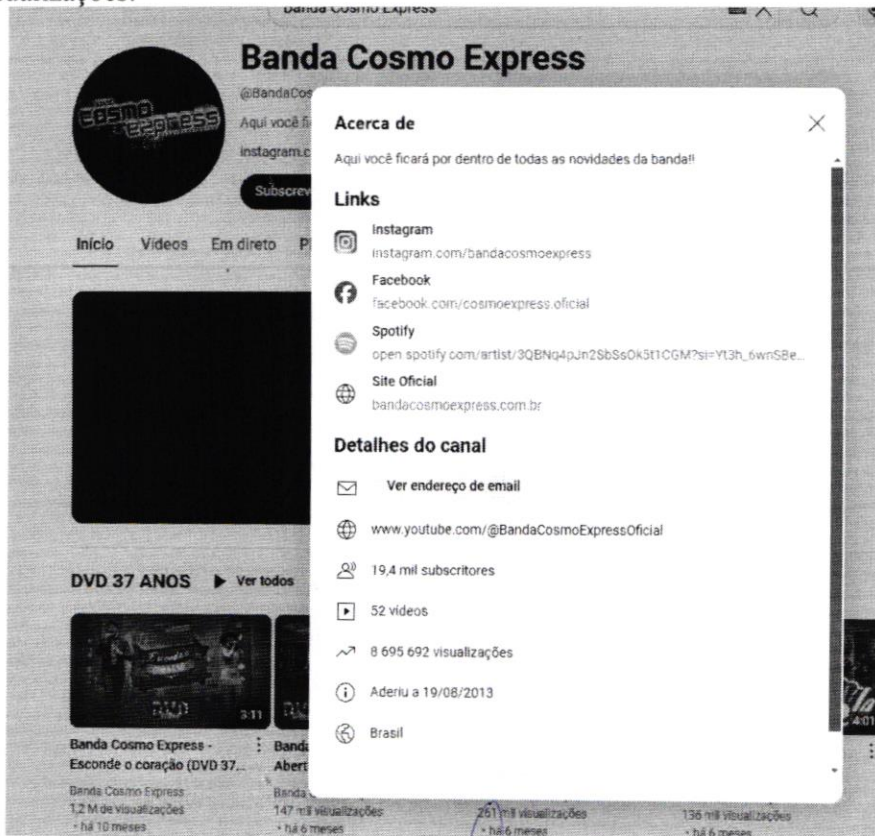 Banda Cosmo Express
Banda Cosmo Express
@BandaCos
Aqui você fi
instagram.c
Subscrev
Início Vídeos Em direto P
COSMO
EXPRESS
Acerca de
Aqui você ficará por dentro de todas as novidades da banda!!
Links
Instagram
instagram.com/bandacosmoexpress
Facebook
facebook.com/cosmoexpress.oficial
Spotify
open.spotify.com/artist/3QBNq4pJn2SbSsOk5t1CGM?si=Yt3h_6wnSBe...
Site Oficial
bandacosmoexpress.com.br
Detalhes do canal
Ver endereço de email
www.youtube.com/@BandaCosmoExpressOficial
19,4 mil subscritores
52 vídeos
8 695 692 visualizações
Aderiu a 19/08/2013
Brasil
DVD 37 ANOS Ver todos
3:11
4:01
Banda Cosmo Express -
Esconde o coração (DVD 37...
Banda Cosmo Express
1,2 M de visualizações
• há 10 meses
Banda
Abert
Banda
147 mil visualizações
• há 6 meses
261 mil visualizações
• há 6 meses
136 mil visualizações
• há 6 meses